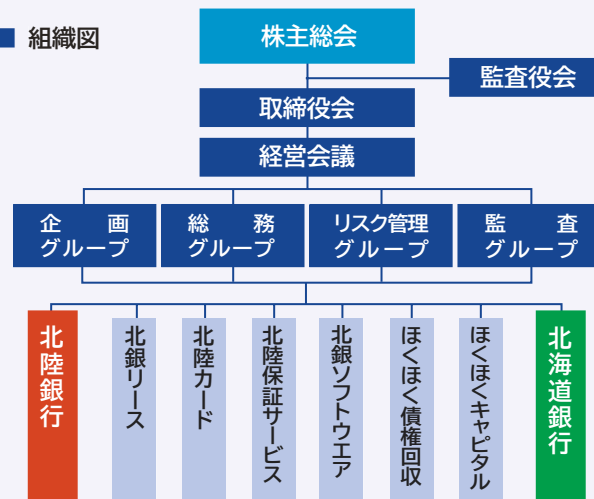 組織図
株主総会
監査役会
取締役会
経営会議
企画
グループ
総務
グループ
リスク管理
グループ
監査
グループ
北陸銀行
北銀リース
北陸カード
北陸保証サービス
北銀ソフトウエア
ほくほく債権回収
ほくほくキャピタル
北海道銀行